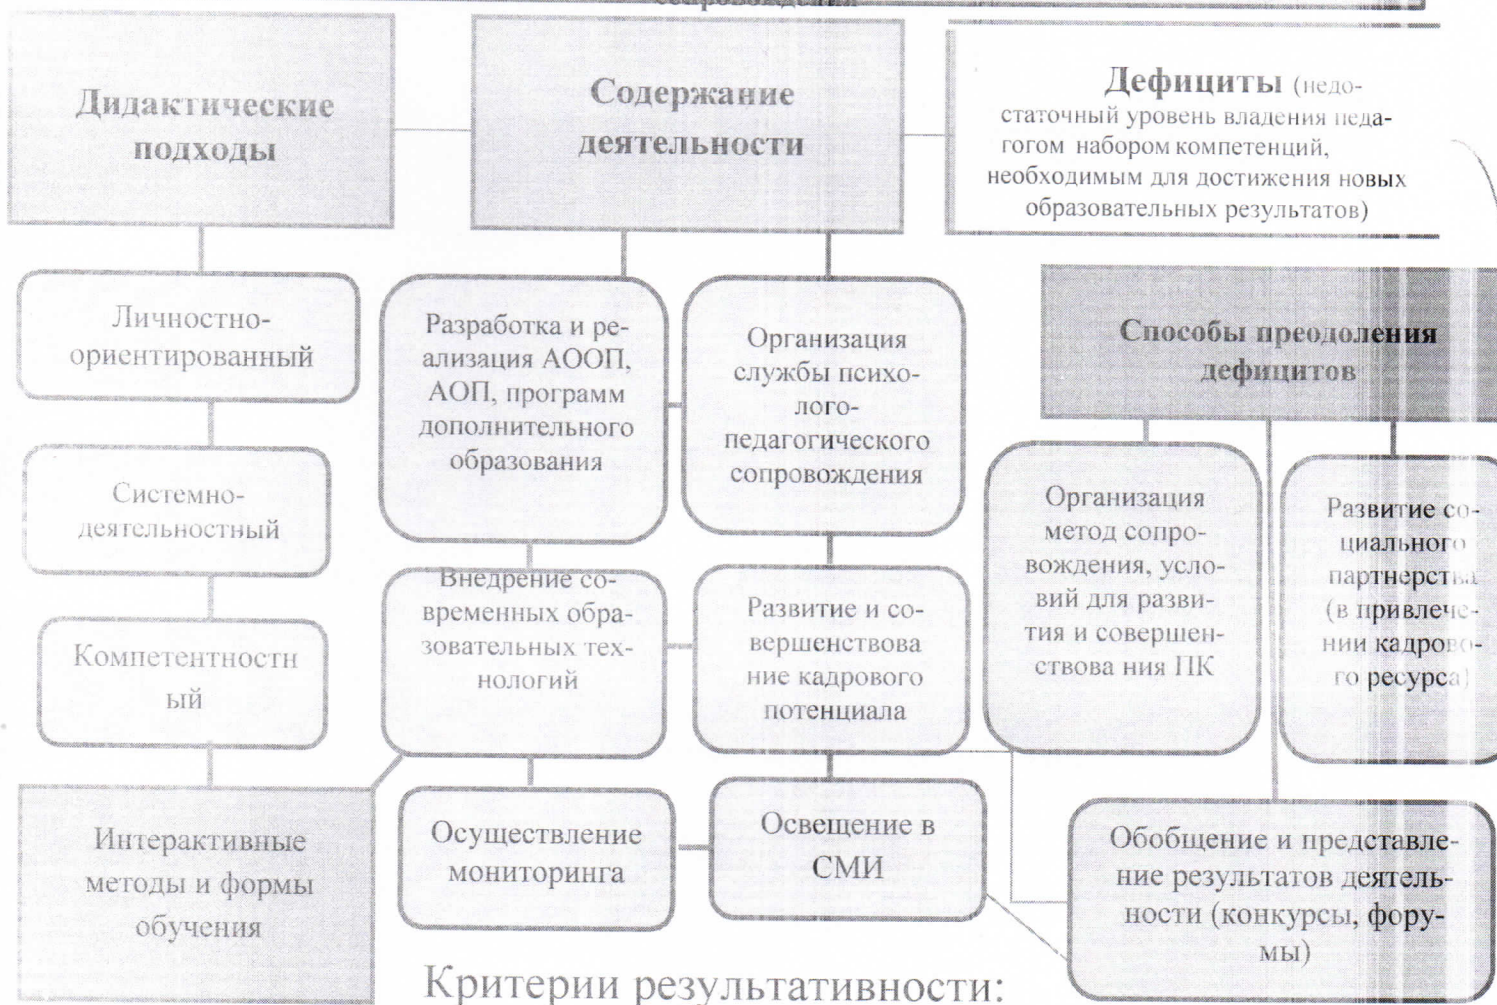 сопровождения
Дидактические
подходы
Содержание
деятельности
Дефициты (недо-
статочный уровень владения педа-
гогом набором компетенций,
необходимым для достижения новых
образовательных результатов)
Личностно-
ориентированный
Системно-
деятельностный
Компетентностн
ый
Интерактивные
методы и формы
обучения
Разработка и ре-
ализация АООП,
АОП, программ
дополнительного
образования
Организация
службы психо-
лого-
педагогического
сопровождения
Внедрение со-
временных обра-
зовательных тех-
нологий
Развитие и со-
вершенствова
ние кадрового
потенциала
Осуществление
мониторинга
Освещение в
СМИ
Способы преодоления
дефицитов
Организация
метод сопро-
вождения, усло-
вий для разви-
тия и совершен-
ствова ния ПК
Развитие со-
циального
партнерства
(в привлече-
нии кадрово-
го ресурса)
Обобщение и представле-
ние результатов деятель-
ности (конкурсы, фору-
мы)
Критерии результативности: